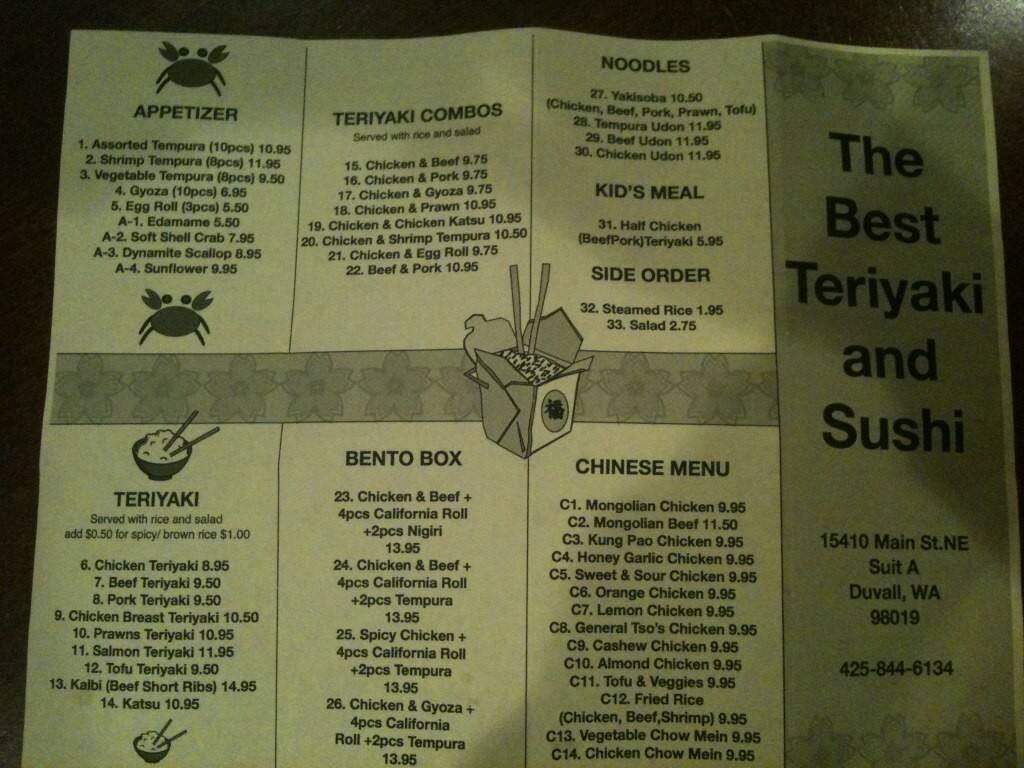 APPETIZER
1. Assorted Tempura (10pcs) 10.95
2. Shrimp Tempura (8pcs) 11.95
3. Vegetable Tempura (8pcs) 9.50
4. Gyoza (10pcs) 6.95
5. Egg Roll (3pcs) 5.50
A-1. Edamame 5.50
A-2. Soft Shell Crab 7.95
A-3. Dynamite Scallop 8.95
A-4. Sunflower 9.95
TERIYAKI COMBOS
Served with rice and salad
15. Chicken & Beef 9.75
16. Chicken & Pork 9.75
17. Chicken & Gyoza 9.75
18. Chicken & Prawn 10.95
19. Chicken & Chicken Katsu 10.95
20. Chicken & Shrimp Tempura 10.50
21. Chicken & Egg Roll 9.75
22. Beef & Pork 10.95
NOODLES
27. Yakisoba 10.50
(Chicken, Beef, Pork, Prawn, Tofu)
28. Tempura Udon 11.95
29. Beef Udon 11.95
30. Chicken Udon 11.95
KID'S MEAL
31. Half Chicken
(BeefPork)Teriyaki 5.95
SIDE ORDER
32. Steamed Rice 1.95
33. Salad 2.75
福
TERIYAKI
Served with rice and salad
add $0.50 for spicy/ brown rice $1.00
6. Chicken Teriyaki 8.95
7. Beef Teriyaki 9.50
8. Pork Teriyaki 9.50
9. Chicken Breast Teriyaki 10.50
10. Prawns Teriyaki 10.95
11. Salmon Teriyaki 11.95
12. Tofu Teriyaki 9.50
13. Kalbi (Beef Short Ribs) 14.95
14. Katsu 10.95
BENTO BOX
23. Chicken & Beef +
4pcs California Roll
+2pcs Nigiri
13.95
24. Chicken & Beef +
4pcs California Roll
+2pcs Tempura
13.95
25. Spicy Chicken +
4pcs California Roll
+2pcs Tempura
13.95
26. Chicken & Gyoza +
4pcs California
Roll +2pcs Tempura
13.95
CHINESE MENU
C1. Mongolian Chicken 9.95
C2. Mongolian Beef 11.50
C3. Kung Pao Chicken 9.95
C4. Honey Garlic Chicken 9.95
C5. Sweet & Sour Chicken 9.95
C6. Orange Chicken 9.95
C7. Lemon Chicken 9.95
C8. General Tso's Chicken 9.95
C9. Cashew Chicken 9.95
C10. Almond Chicken 9.95
C11. Tofu & Veggies 9.95
C12. Fried Rice
(Chicken, Beef,Shrimp) 9.95
C13. Vegetable Chow Mein 9.95
C14. Chicken Chow Mein 9.95
The
Best
Teriyaki
and
Sushi
15410 Main St.NE
Suit A
Duvall, WA
98019
425-844-6134